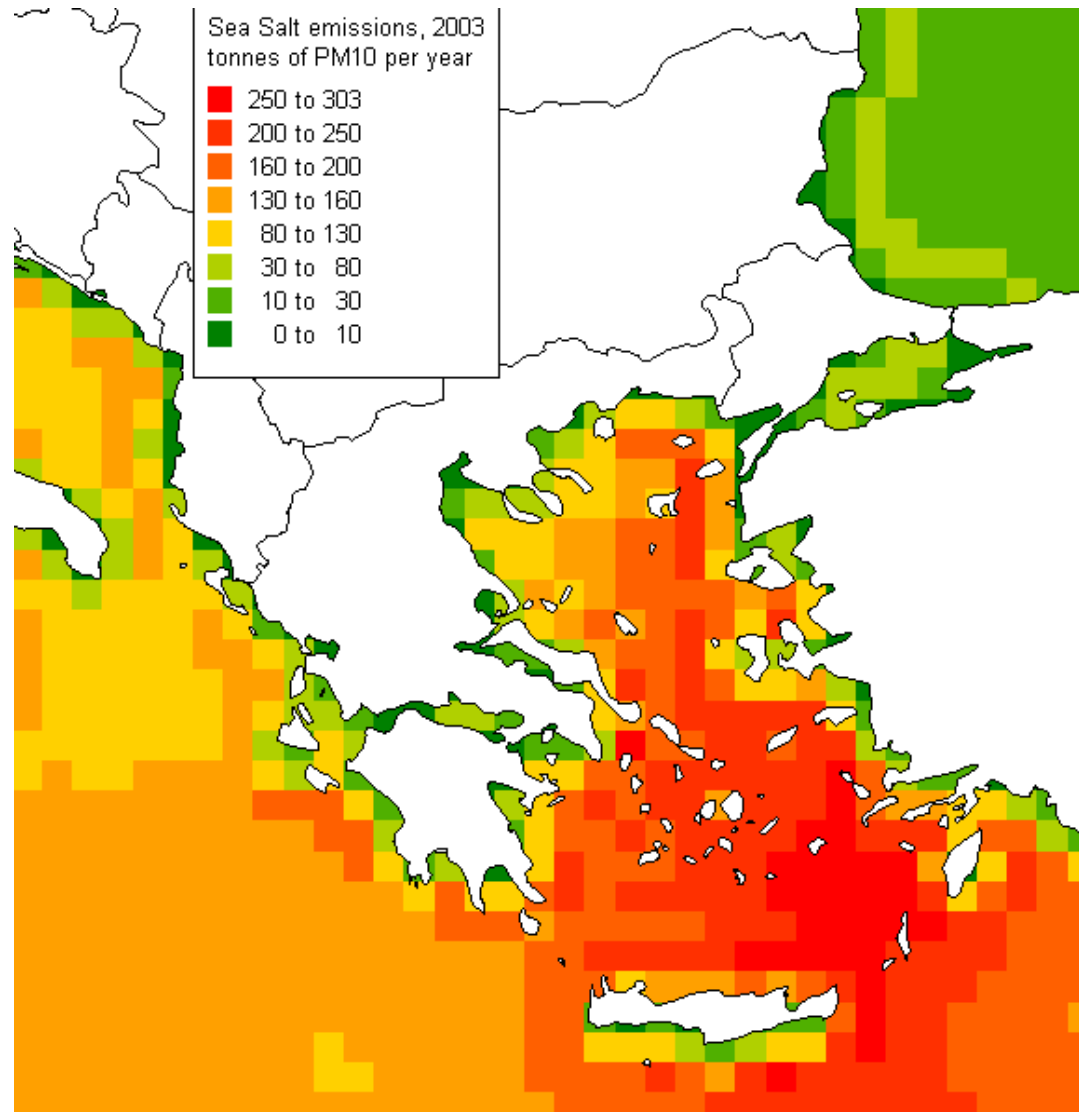 Sea Salt emissions, 2003
tonnes of PM10 per year
250 to 303
200 to 250
160 to 200
130 to 160
80 to 130
30 to 80
10 to 30
0 to 10